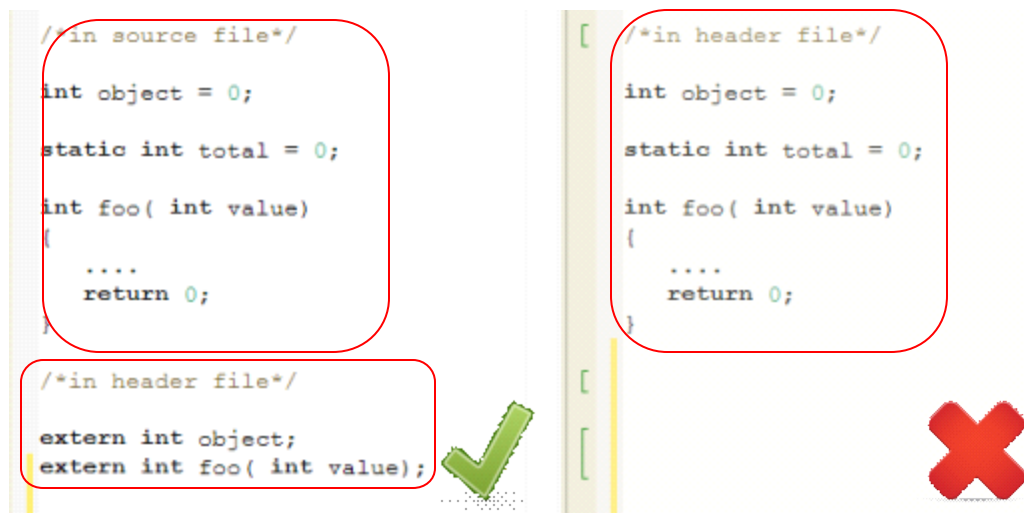 /*in source file*/
int object = 0;
static int total = 0;
int foo( int value)
{
....
return 0;
}
/*in header file*/
extern int object;
extern int foo( int value);
/*in header file*/
int object = 0;
static int total = 0;
int foo( int value)
{
....
return 0;
}